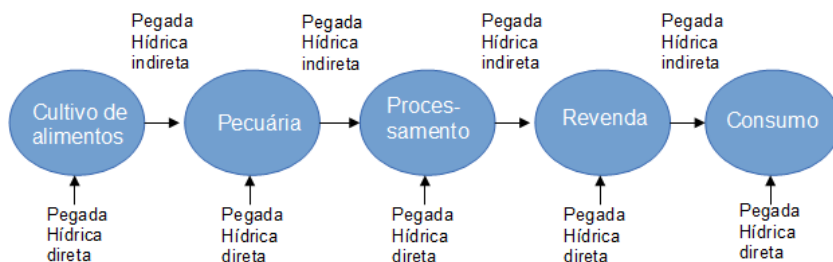 Pegada
Hídrica
indireta
Pegada
Hídrica
indireta
Pegada
Hídrica
indireta
Pegada
Hídrica
indireta
Cultivo de
alimentos
Pecuária
Proces-
samento
Revenda
Consumo
Pegada
Hídrica
direta
Pegada
Hídrica
direta
Pegada
Hídrica
direta
Pegada
Hídrica
direta
Pegada
Hídrica
direta